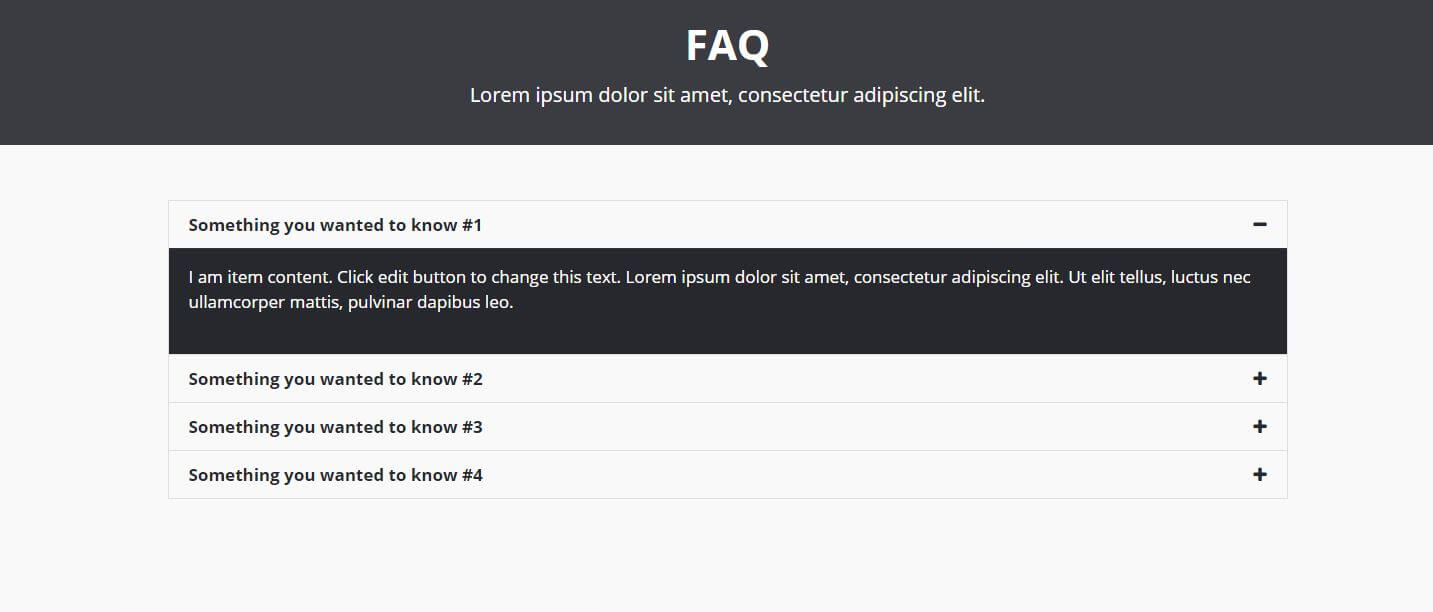 FAQ
Lorem ipsum dolor sit amet, consectetur adipiscing elit.
Something you wanted to know #1
I am item content. Click edit button to change this text. Lorem ipsum dolor sit amet, consectetur adipiscing elit. Ut elit tellus, luctus nec
ullamcorper mattis, pulvinar dapibus leo.
Something you wanted to know #2
Something you wanted to know #3
Something you wanted to know #4